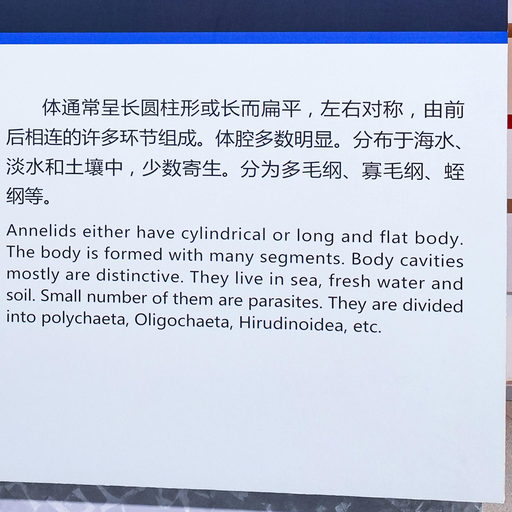 体通常呈长圆柱形或长而扁平，左右对称，由前
后相连的许多环节组成。体腔多数明显。分布于海水、
淡水和土壤中，少数寄生。分为多毛纲、寡毛纲、蛭
纲等。
Annelids either have cylindrical or long and flat body.
The body is formed with many segments. Body cavities
mostly are distinctive. They live in sea, fresh water and
soil. Small number of them are parasites. They are divided
into polychaeta, Oligochaeta, Hirudinoidea, etc.